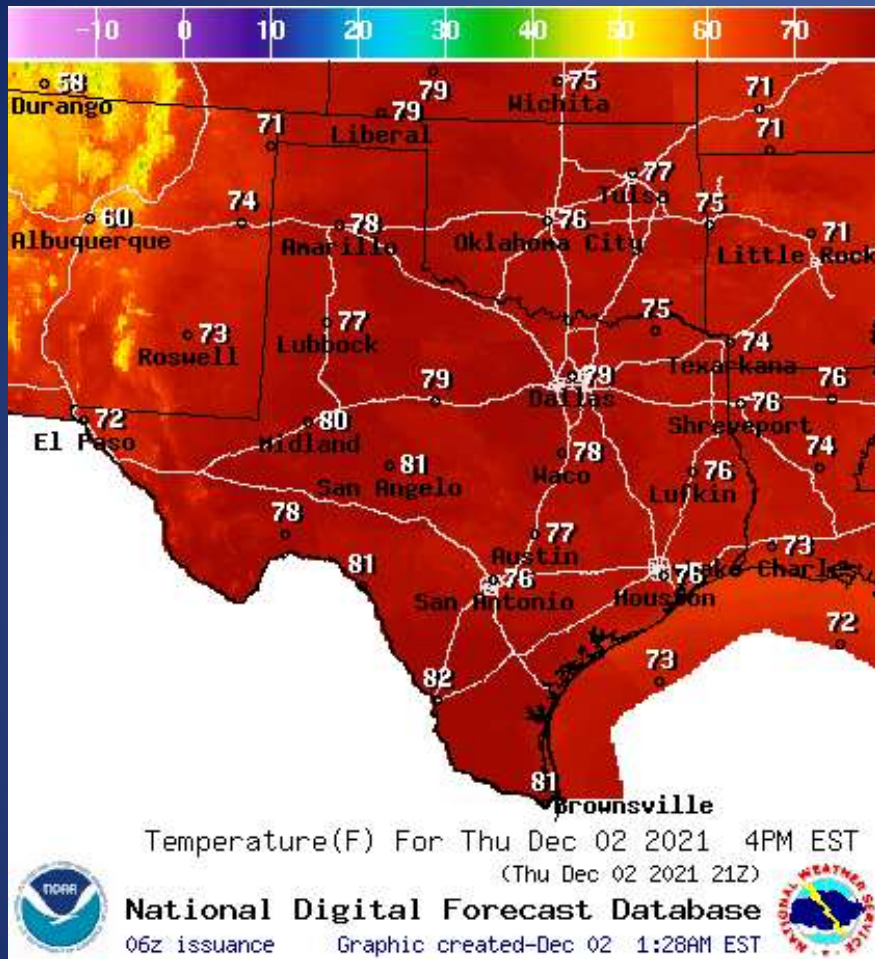 -10 0 10 20 30 40 50 60 70
58
Durango
79
79
Liberal
75
Wichita
71
71
71
77
Tulsa
60
Albuquerque
74
78
Amarillo
76
Oklahoma City
75
71
Little Rock
73
Roswell
77
Lubbock
75
74
Texarkana
79
79
Dallas
76
Shreveport
76
72
El Paso
80
Midland
81
San Angelo
78
Waco
76
Lufkin
74
78
77
Austin
73
Lake Charles
81
76
San Antonio
76
Houston
72
82
73
81
Brownsville
Temperature(F) For Thu Dec 02 2021 4PM EST
(Thu Dec 02 2021 21Z)
National Digital Forecast Database
06z issuance Graphic created-Dec 02 1:28AM EST
NOAA
NATIONAL WEATHER SERVICE